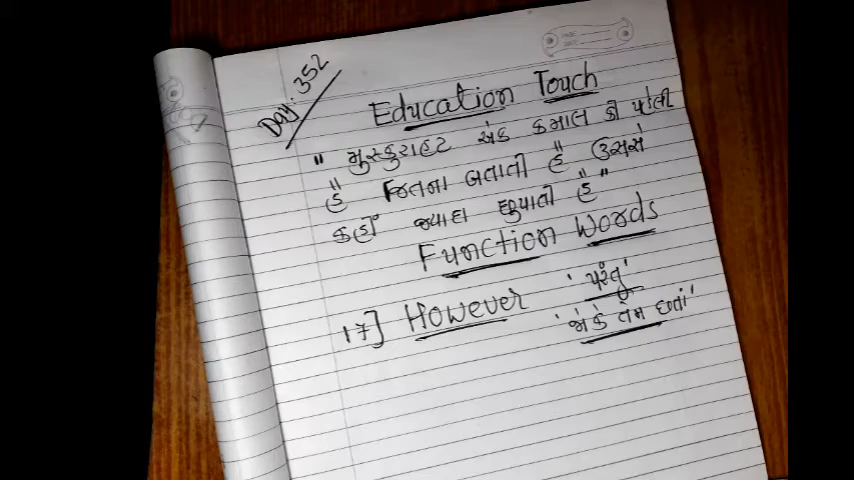 Day: 352
Education Touch
" મુસ્કુરાહટ એક કમાલ કી પહેલી
હૈ જિતના બતાતી હૈ ઉસસે
કહીં જ્યાદા છુપાતી હૈ "
Function Words
17] However 'પરંતુ'
'જોકે તેમ છતાં'